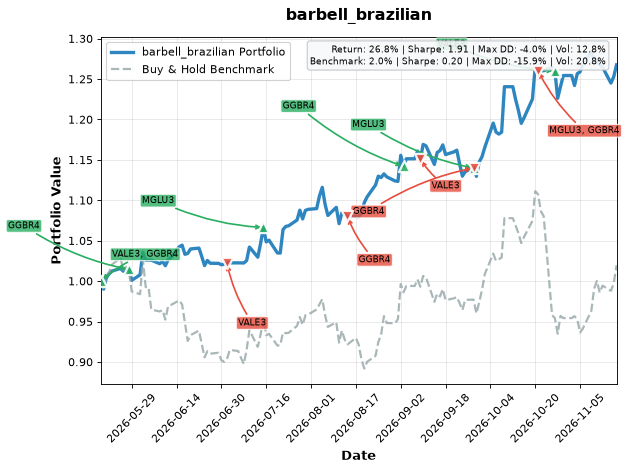 barbell_brazilian
barbell_brazilian Portfolio
Buy & Hold Benchmark
Return: 26.8% | Sharpe: 1.91 | Max DD: -4.0% | Vol: 12.8%
Benchmark: 2.0% | Sharpe: 0.20 | Max DD: -15.9% | Vol: 20.8%
1.30
1.25
1.20
1.15
1.10
1.05
1.00
0.95
0.90
Portfolio Value
GGBR4
VALE3, GGBR4
MGLU3
VALE3
GGBR4
MGLU3
GGBR4
GGBR4
VALE3
MGLU3, GGBR4
2026-05-29
2026-06-14
2026-06-30
2026-07-16
2026-08-01
2026-08-17
2026-09-02
2026-09-18
2026-10-04
2026-10-20
2026-11-05
Date